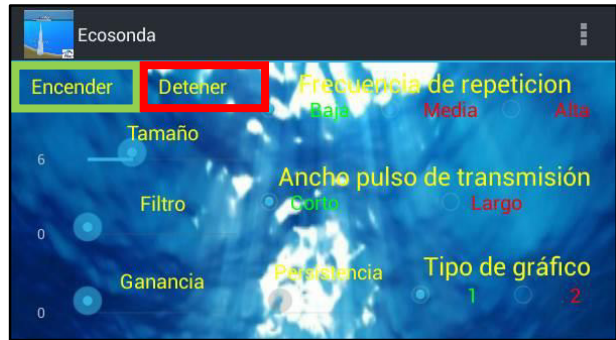 Ecosonda
Encender Detener Frecuencia de repeticion
Baja Media Alta
Tamaño
6
Ancho pulso de transmisión
Filtro Corto Largo
0
Ganancia Persistencia Tipo de gráfico
1 2
0